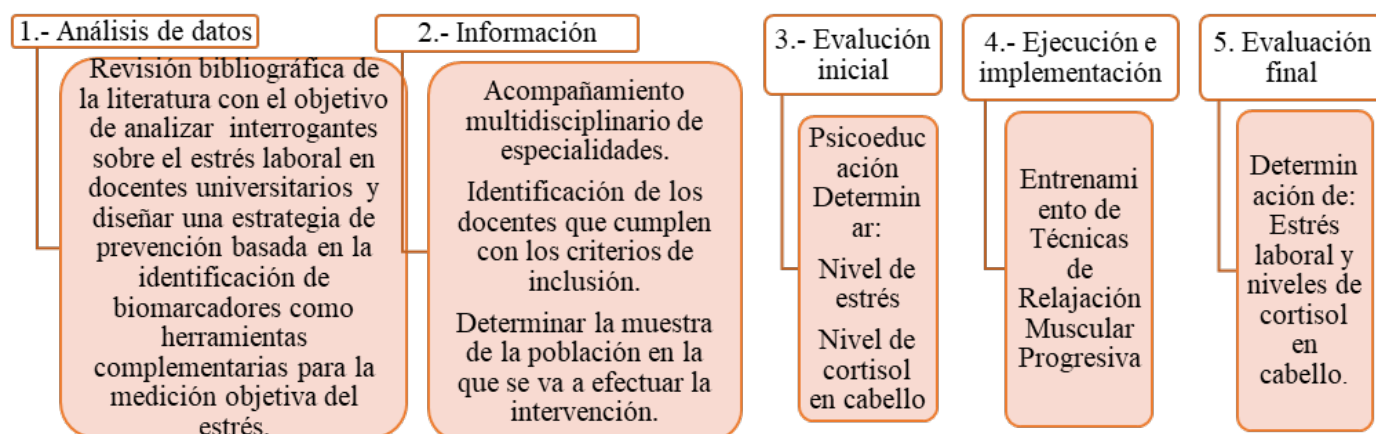 1.- Análisis de datos
Revisión bibliográfica de
la literatura con el objetivo
de analizar interrogantes
sobre el estrés laboral en
docentes universitarios y
diseñar una estrategia de
prevención basada en la
identificación de
biomarcadores como
herramientas
complementarias para la
medición objetiva del
estrés.
2.- Información
Acompañamiento
multidisciplinario de
especialidades.
Identificación de los
docentes que cumplen
con los criterios de
inclusión.
Determinar la muestra
de la población en la
que se va a efectuar la
intervención.
3.- Evalución
inicial
Psicoeduc
ación
Determin
ar:
Nivel de
estrés
Nivel de
cortisol
en cabello
4.- Ejecución e
implementación
Entrenami
ento de
Técnicas
de
Relajación
Muscular
Progresiva
5. Evaluación
final
Determin
ación de:
Estrés
laboral y
niveles de
cortisol
en
cabello.